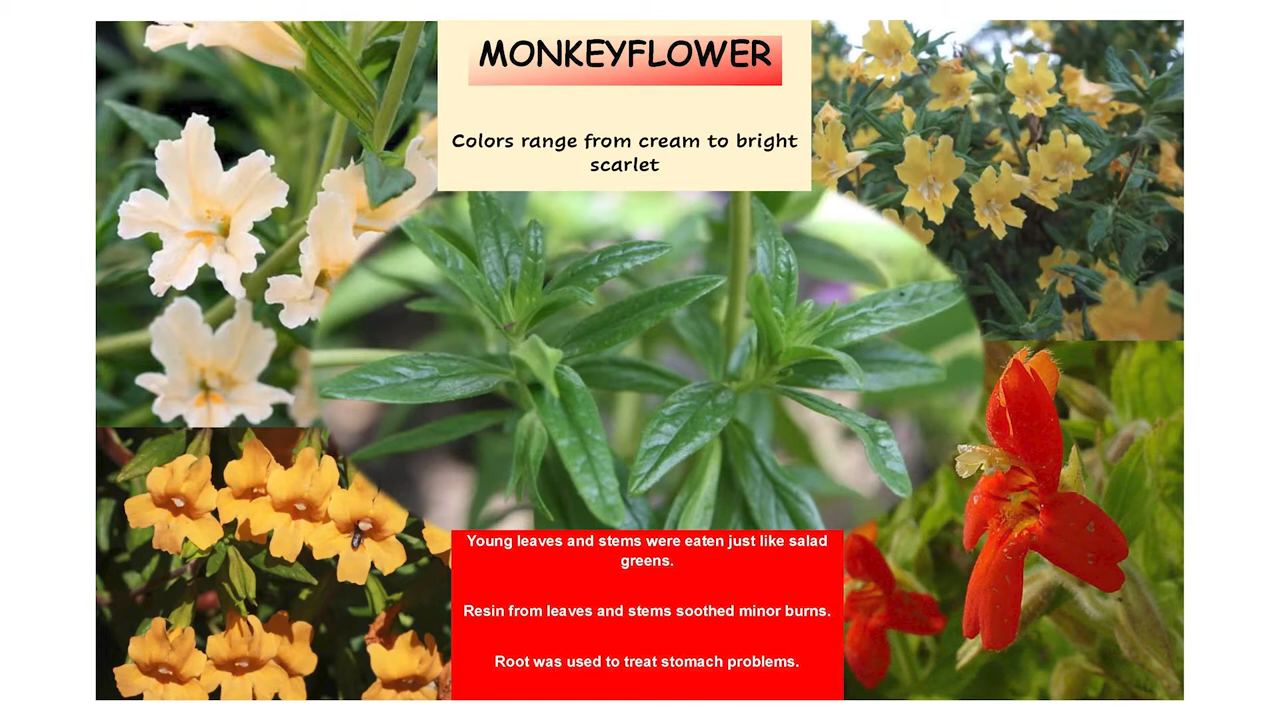 MONKEYFLOWER
Colors range from cream to bright
scarlet
Young leaves and stems were eaten just like salad
greens.
Resin from leaves and stems soothed minor burns.
Root was used to treat stomach problems.